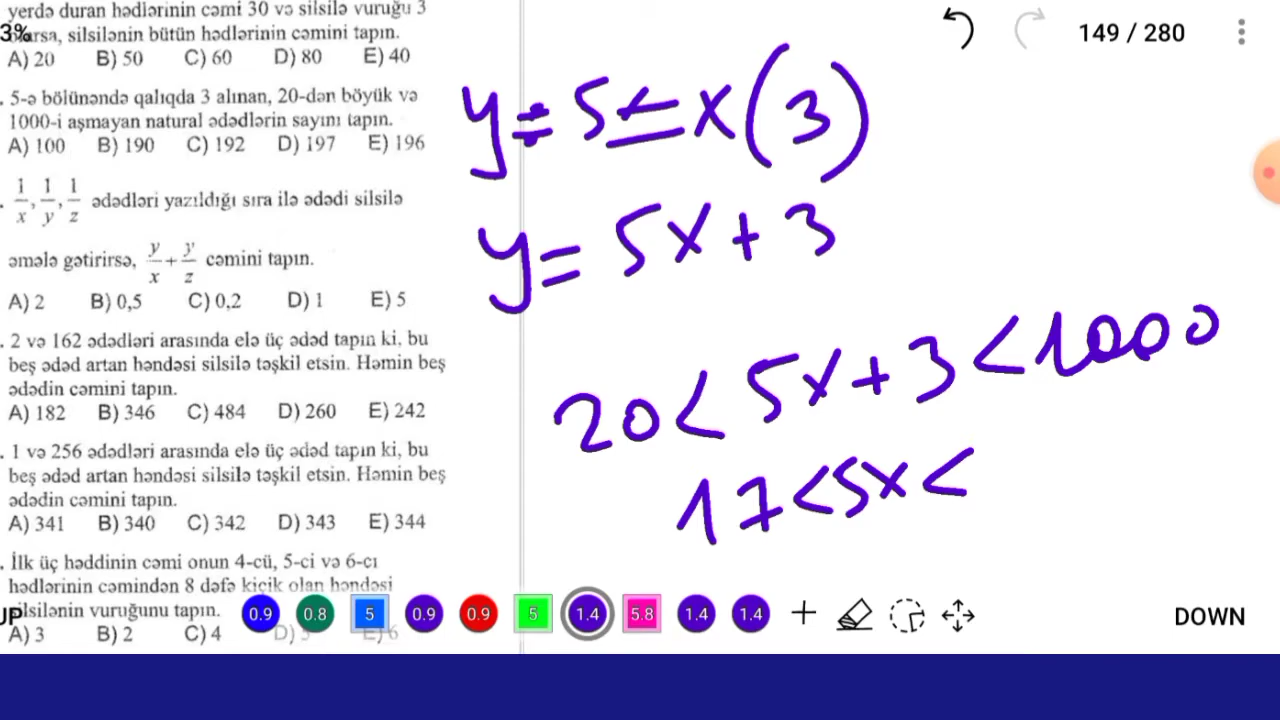 yerdə duran hədlərinin cəmi 30 və silsilə vuruğu 3
3%
olarsa, silsilənin bütün hədlərinin cəmini tapın.
A) 20 B) 50 C) 60 D) 80 E) 40
. 5-ə bölünəndə qalıqda 3 alınan, 20-dən böyük və
1000-i aşmayan natural ədədlərin sayını tapın.
A) 100 B) 190 C) 192 D) 197 E) 196
. 1/x, 1/y, 1/z ədədləri yazıldığı sıra ilə ədədi silsilə
əmələ gətirirsə, y/x + y/z cəmini tapın.
A) 2 B) 0,5 C) 0,2 D) 1 E) 5
. 2 və 162 ədədləri arasında elə üç ədəd tapın ki, bu
beş ədəd artan həndəsi silsilə təşkil etsin. Həmin beş
ədədin cəmini tapın.
A) 182 B) 346 C) 484 D) 260 E) 242
. 1 və 256 ədədləri arasında elə üç ədəd tapın ki, bu
beş ədəd artan həndəsi silsilə təşkil etsin. Həmin beş
ədədin cəmini tapın.
A) 341 B) 340 C) 342 D) 343 E) 344
. İlk üç həddinin cəmi onun 4-cü, 5-ci və 6-cı
hədlərinin cəmindən 8 dəfə kiçik olan həndəsi
silsilənin vuruğunu tapın.
A) 3 B) 2 C) 4 D) 5 E) 6
149 / 280
y = 5 ≤ x (3)
y = 5x + 3
20 < 5x + 3 < 1000
17 < 5x <
UP
0.9 0.8 5 0.9 0.9 5 1.4 5.8 1.4 1.4
DOWN